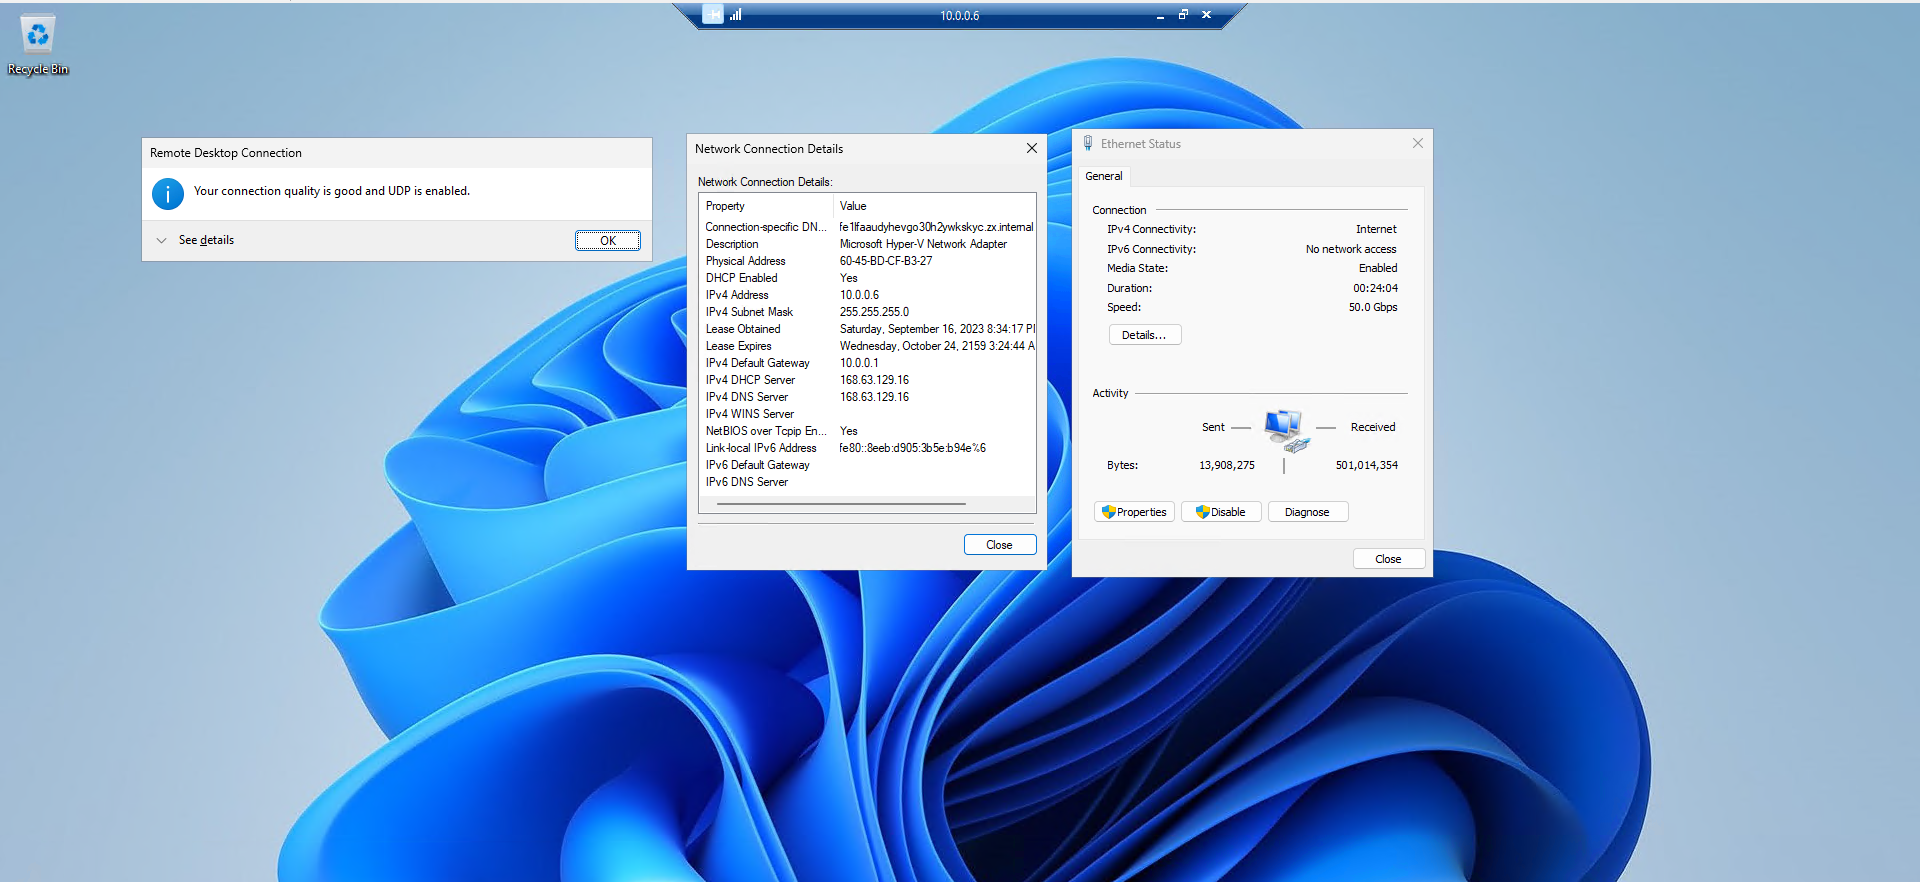 10.0.0.6
Recycle Bin
Remote Desktop Connection
Your connection quality is good and UDP is enabled.
See details
OK
Network Connection Details
Network Connection Details:
Property Value
Connection-specific DN... fe1lfaaudyhevgo30h2ywkskyc.zx.internal
Description Microsoft Hyper-V Network Adapter
Physical Address 60-45-BD-CF-B3-27
DHCP Enabled Yes
IPv4 Address 10.0.0.6
IPv4 Subnet Mask 255.255.255.0
Lease Obtained Saturday, September 16, 2023 8:34:17 P
Lease Expires Wednesday, October 24, 2159 3:24:44 A
IPv4 Default Gateway 10.0.0.1
IPv4 DHCP Server 168.63.129.16
IPv4 DNS Server 168.63.129.16
IPv4 WINS Server
NetBIOS over Tcpip En... Yes
Link-local IPv6 Address fe80::8eeb:d905:3b5e:b94e%6
IPv6 Default Gateway
IPv6 DNS Server
Close
Ethernet Status
General
Connection
IPv4 Connectivity: Internet
IPv6 Connectivity: No network access
Media State: Enabled
Duration: 00:24:04
Speed: 50.0 Gbps
Details...
Activity
Sent Received
Bytes: 13,908,275 501,014,354
Properties Disable Diagnose
Close